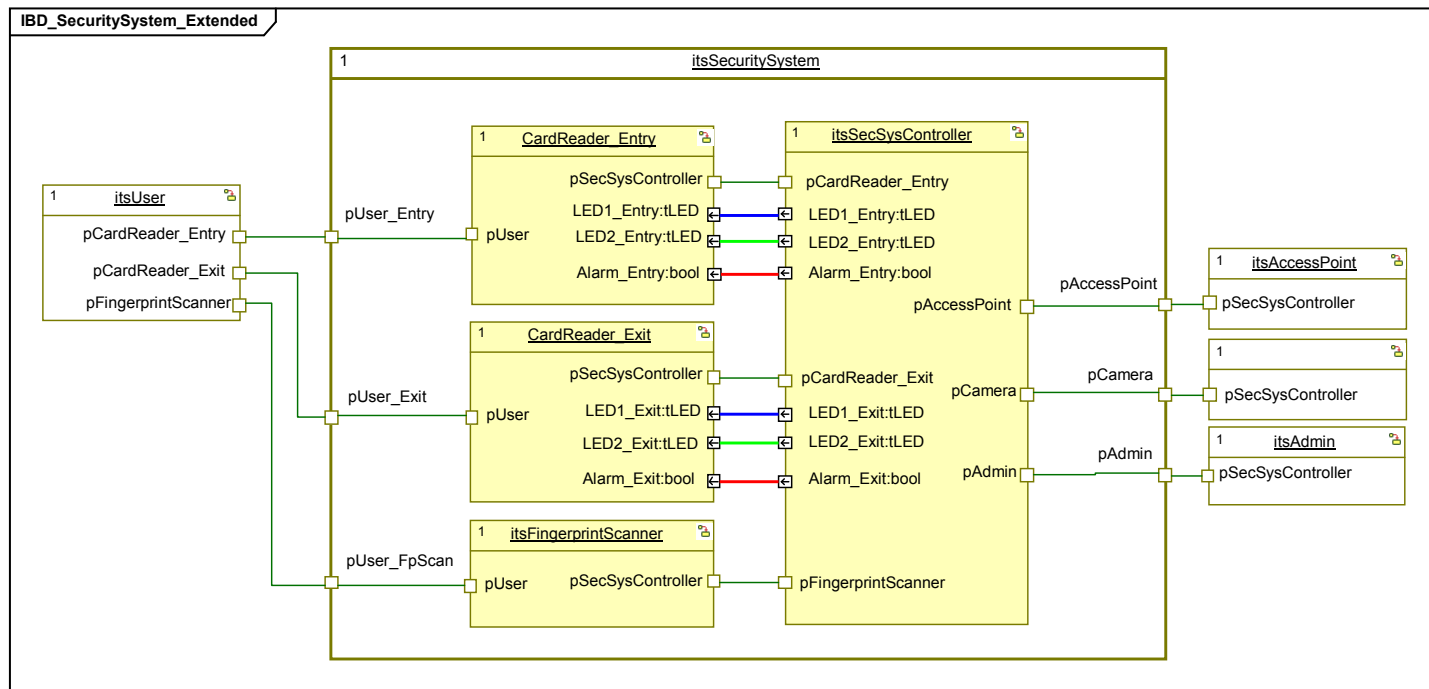 IBD_SecuritySystem_Extended
1
itsSecuritySystem
1
itsUser
pCardReader_Entry
pCardReader_Exit
pFingerprintScanner
pUser_Entry
pUser_Exit
pUser_FpScan
1
CardReader_Entry
pSecSysController
LED1_Entry:tLED
pUser
LED2_Entry:tLED
Alarm_Entry:bool
1
CardReader_Exit
pSecSysController
pUser
LED1_Exit:tLED
LED2_Exit:tLED
Alarm_Exit:bool
1
itsFingerprintScanner
pUser
pSecSysController
1
itsSecSysController
pCardReader_Entry
LED1_Entry:tLED
LED2_Entry:tLED
Alarm_Entry:bool
pAccessPoint
pCardReader_Exit
pCamera
LED1_Exit:tLED
LED2_Exit:tLED
pAdmin
Alarm_Exit:bool
pFingerprintScanner
pAccessPoint
pCamera
pAdmin
1
itsAccessPoint
pSecSysController
1
pSecSysController
1
itsAdmin
pSecSysController